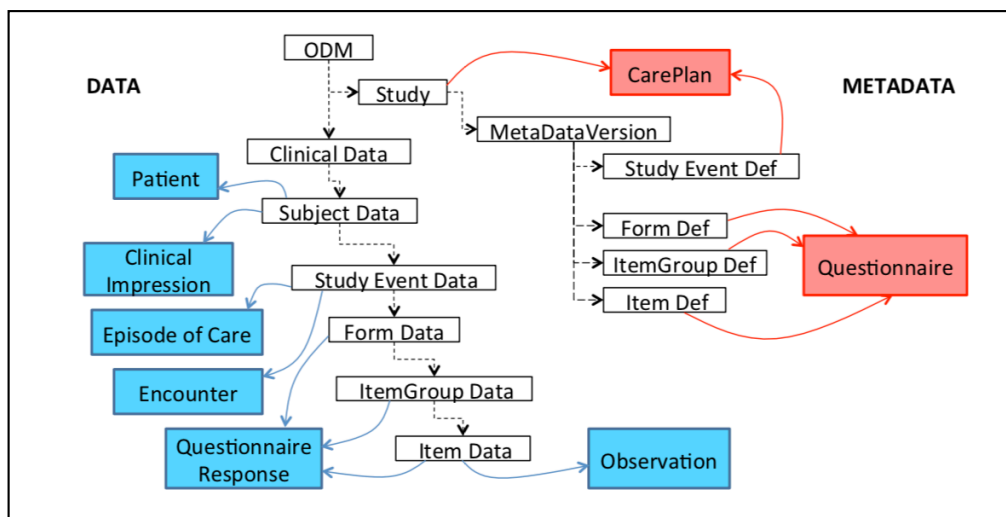 ODM
DATA
Study
CarePlan
METADATA
MetaDataVersion
Clinical Data
Study Event Def
Patient
Subject Data
Form Def
Clinical
Impression
ItemGroup Def
Questionnaire
Study Event Data
Item Def
Episode of Care
Form Data
Encounter
ItemGroup Data
Questionnaire
Response
Item Data
Observation